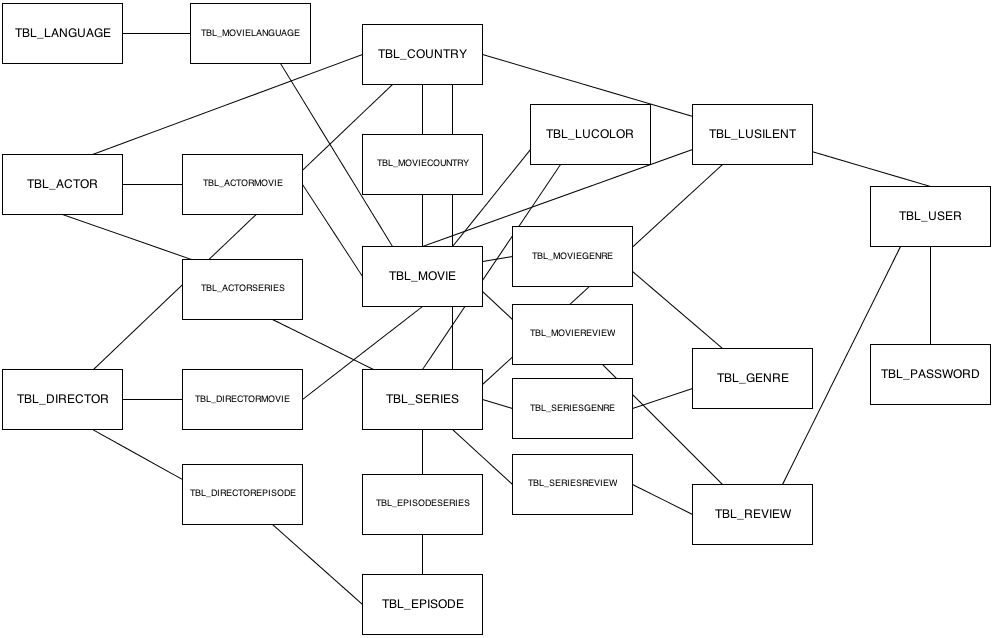 TBL_LANGUAGE
TBL_MOVIELANGUAGE
TBL_COUNTRY
TBL_LUCOLOR
TBL_LUSILENT
TBL_MOVIECOUNTRY
TBL_ACTOR
TBL_ACTORMOVIE
TBL_USER
TBL_MOVIEGENRE
TBL_MOVIE
TBL_ACTORSERIES
TBL_MOVIEREVIEW
TBL_GENRE
TBL_PASSWORD
TBL_DIRECTOR
TBL_DIRECTORMOVIE
TBL_SERIES
TBL_SERIESGENRE
TBL_SERIESREVIEW
TBL_DIRECTOREPISODE
TBL_EPISODESERIES
TBL_REVIEW
TBL_EPISODE